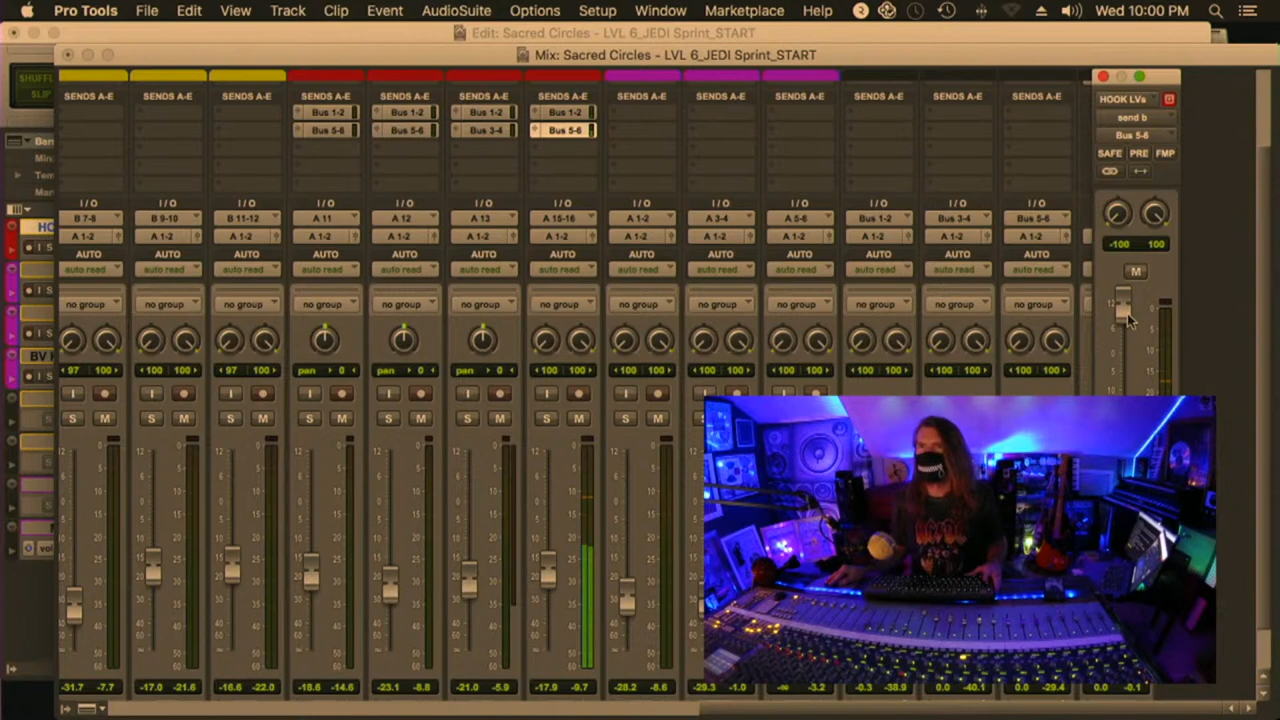 Pro Tools File Edit View Track Clip Event AudioSuite Options Setup Window Marketplace Help Wed 10:00 PM
Edit: Sacred Circles - LVL 6_JEDI Sprint_START
Mix: Sacred Circles - LVL 6_JEDI Sprint_START
SHUFFL
SLIP
SENDS A-E SENDS A-E SENDS A-E SENDS A-E SENDS A-E SENDS A-E SENDS A-E SENDS A-E SENDS A-E SENDS A-E SENDS A-E SENDS A-E SENDS A-E
HOOK LVs
Bus 1-2 Bus 1-2 Bus 1-2 Bus 1-2
send b
Bus 5-6 Bus 5-6 Bus 3-4 Bus 5-6
Bus 5-6
SAFE PRE FMP
I/O I/O I/O I/O I/O I/O I/O I/O I/O I/O I/O I/O I/O
B 7-8 B 9-10 B 11-12 A 11 A 12 A 13 A 15-16 A 1-2 A 3-4 A 5-6 Bus 1-2 Bus 3-4 Bus 5-6
A 1-2 A 1-2 A 1-2 A 1-2 A 1-2 A 1-2 A 1-2 A 1-2 A 1-2 A 1-2 A 1-2 A 1-2 A 1-2
-100 100
AUTO AUTO AUTO AUTO AUTO AUTO AUTO AUTO AUTO AUTO AUTO AUTO AUTO
auto read auto read auto read auto read auto read auto read auto read auto read auto read auto read auto read auto read auto read
M
no group no group no group no group no group no group no group no group no group no group no group no group no group
BV
97 100 100 100 97 100 pan 0 pan 0 pan 0 100 100 100 100 100 100 100 100 100 100 100 100 100 100
S M S M S M S M S M S M S M S M
vol
-31.7 -7.7 -17.0 -21.6 -16.6 -22.0 -18.6 -14.6 -23.1 -8.8 -21.0 -5.9 -17.9 -9.7 -28.2 -8.6 -29.3 -1.0 -∞ -3.2 -0.3 -38.9 0.0 -40.1 0.0 -29.4 0.0 -0.1